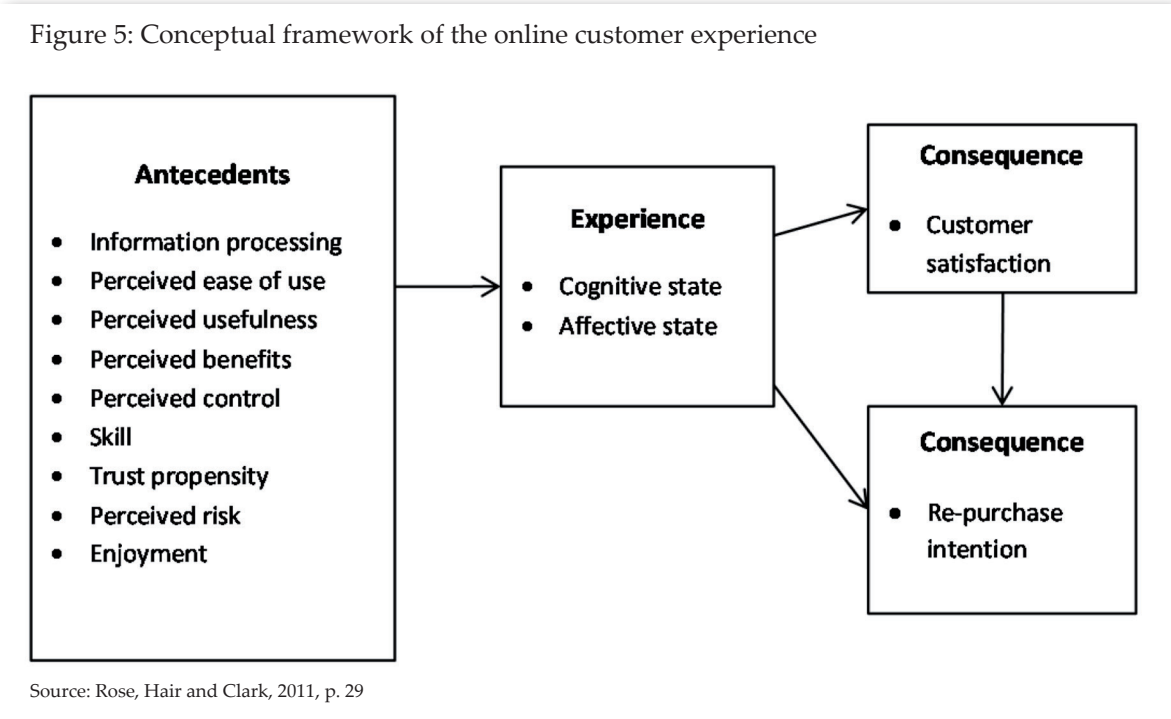 Figure 5: Conceptual framework of the online customer experience
Antecedents
• Information processing
• Perceived ease of use
• Perceived usefulness
• Perceived benefits
• Perceived control
• Skill
• Trust propensity
• Perceived risk
• Enjoyment
Experience
• Cognitive state
• Affective state
Consequence
• Customer
satisfaction
Consequence
• Re-purchase
intention
Source: Rose, Hair and Clark, 2011, p. 29